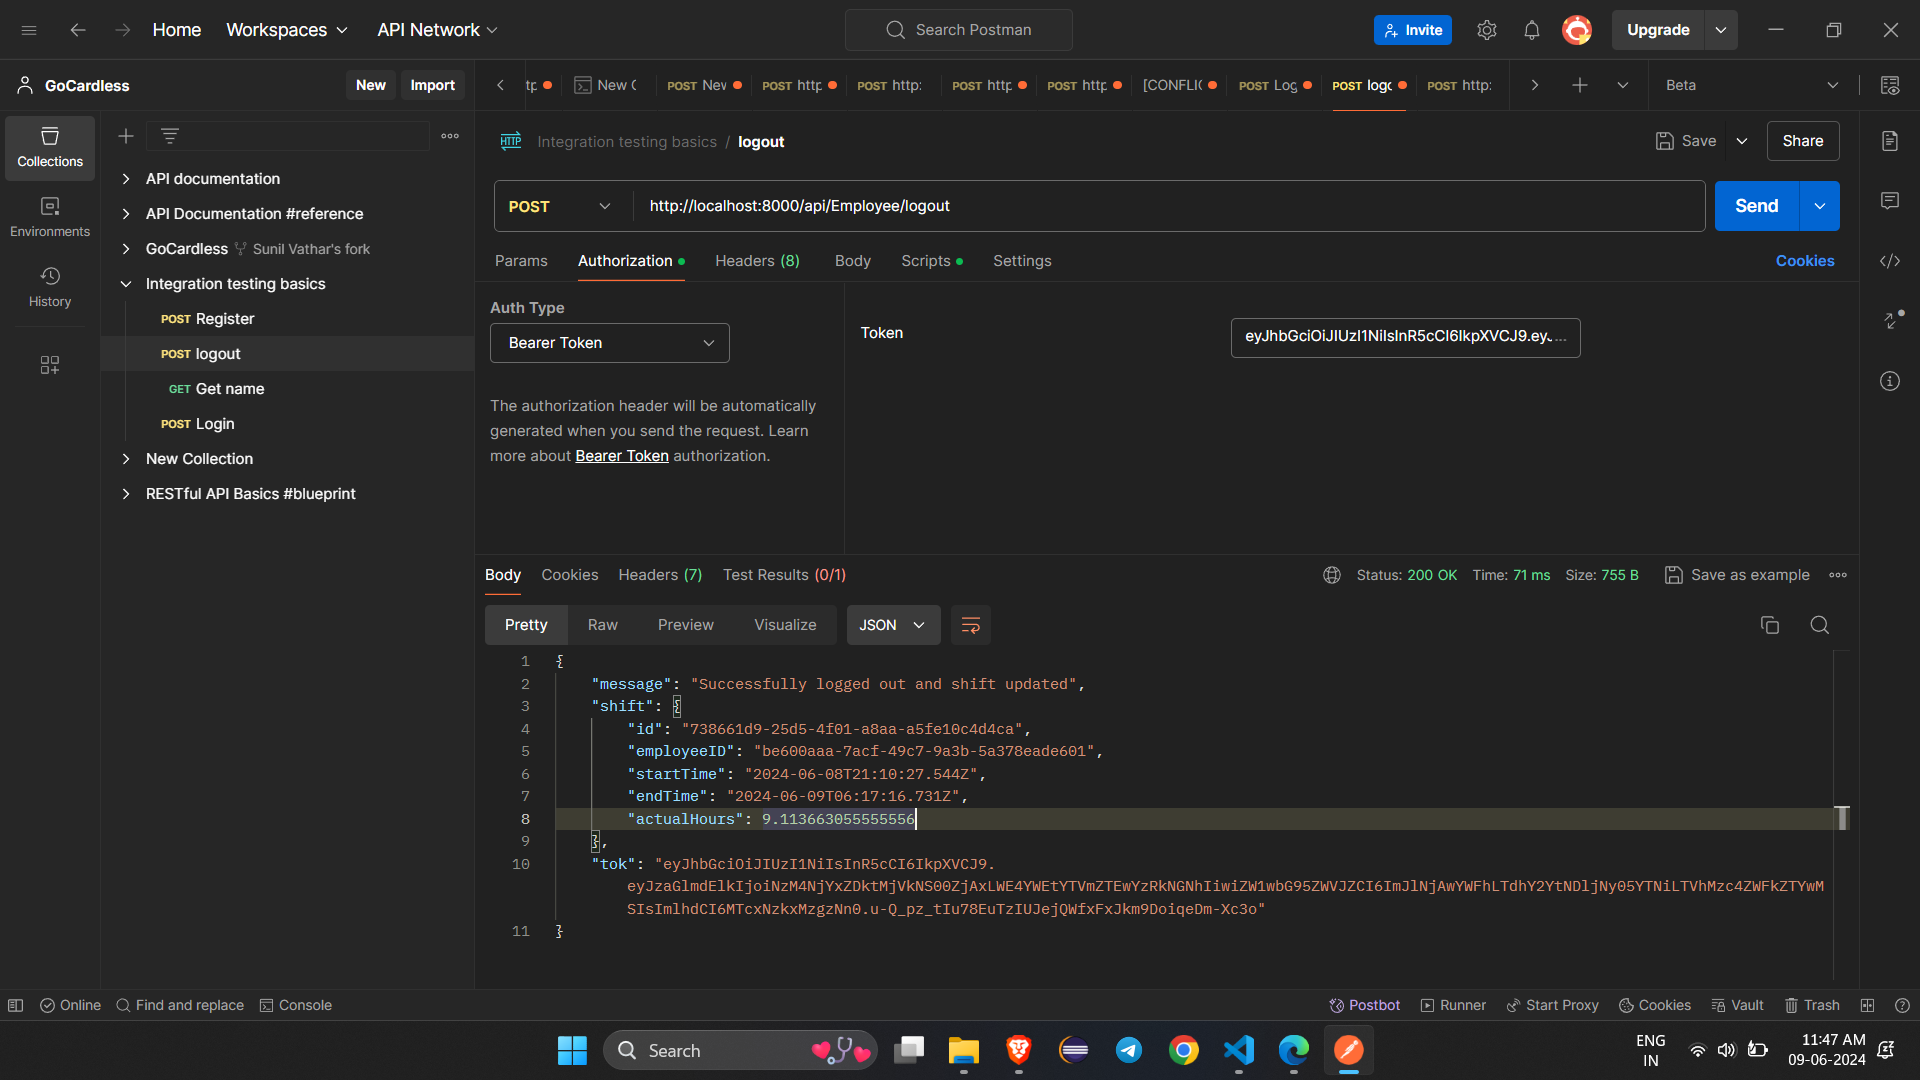 Home Workspaces API Network Search Postman Invite Upgrade
GoCardless New Import New C POST New POST http POST http: POST http POST http [CONFLIC POST Log POST logo POST http: Beta
Collections
Environments
History
API documentation
API Documentation #reference
GoCardless Sunil Vathar's fork
Integration testing basics
POST Register
POST logout
GET Get name
POST Login
New Collection
RESTful API Basics #blueprint
HTTP Integration testing basics / logout Save Share
POST http://localhost:8000/api/Employee/logout Send
Params Authorization Headers (8) Body Scripts Settings Cookies
Auth Type
Bearer Token
Token eyJhbGciOiJIUzI1NiIsInR5cCI6IkpXVCJ9.eyJ...
The authorization header will be automatically
generated when you send the request. Learn
more about Bearer Token authorization.
Body Cookies Headers (7) Test Results (0/1) Status: 200 OK Time: 71 ms Size: 755 B Save as example
Pretty Raw Preview Visualize JSON
1 {
2 "message": "Successfully logged out and shift updated",
3 "shift": {
4 "id": "738661d9-25d5-4f01-a8aa-a5fe10c4d4ca",
5 "employeeID": "be600aaa-7acf-49c7-9a3b-5a378eade601",
6 "startTime": "2024-06-08T21:10:27.544Z",
7 "endTime": "2024-06-09T06:17:16.731Z",
8 "actualHours": 9.113663055555556
9 },
10 "tok": "eyJhbGciOiJIUzI1NiIsInR5cCI6IkpXVCJ9.
eyJzaGlmdElkIjoiNzM4NjYxZDktMjVkNS00ZjAxLWE4YWEtYTVmZTEwYzRkNGNhIiwiZW1wbG95ZWVJZCI6ImJlNjAwYWFhLTdhY2YtNDljNy05YTNiLTVhMzc4ZWFkZTYwM
SIsImlhdCI6MTcxNzkxMzgzNn0.u-Q_pz_tIu78EuTzIUJejQWfxFxJkm9DoiqeDm-Xc3o"
11 }
Online Find and replace Console Postbot Runner Start Proxy Cookies Vault Trash
Search
ENG
IN
11:47 AM
09-06-2024